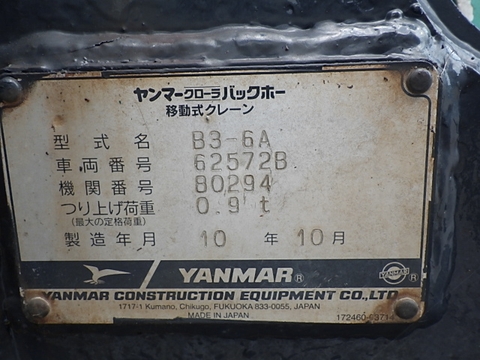 ヤンマークローラバックホー
移動式クレーン
型式名 B3-6A
車両番号 62572B
機関番号 80294
つり上げ荷重 0.9 t
(最大の定格荷重)
製造年月 10 年 10 月
YANMAR®
YANMAR
YANMAR CONSTRUCTION EQUIPMENT CO.,LTD.
1717-1 Kumano, Chikugo, FUKUOKA 833-0055, JAPAN
MADE IN JAPAN